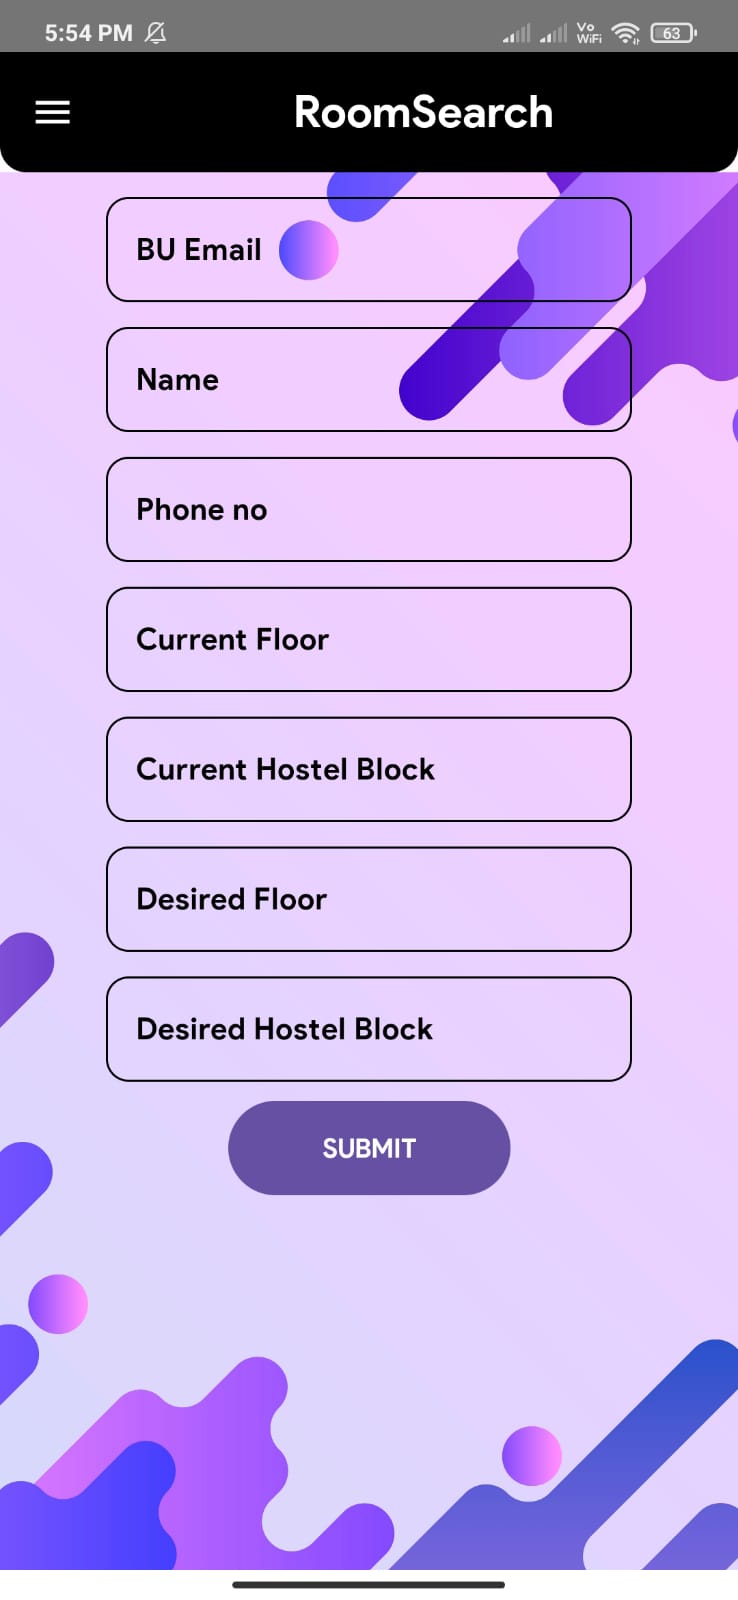 5:54 PM Vo WiFi 63
RoomSearch
BU Email
Name
Phone no
Current Floor
Current Hostel Block
Desired Floor
Desired Hostel Block
SUBMIT